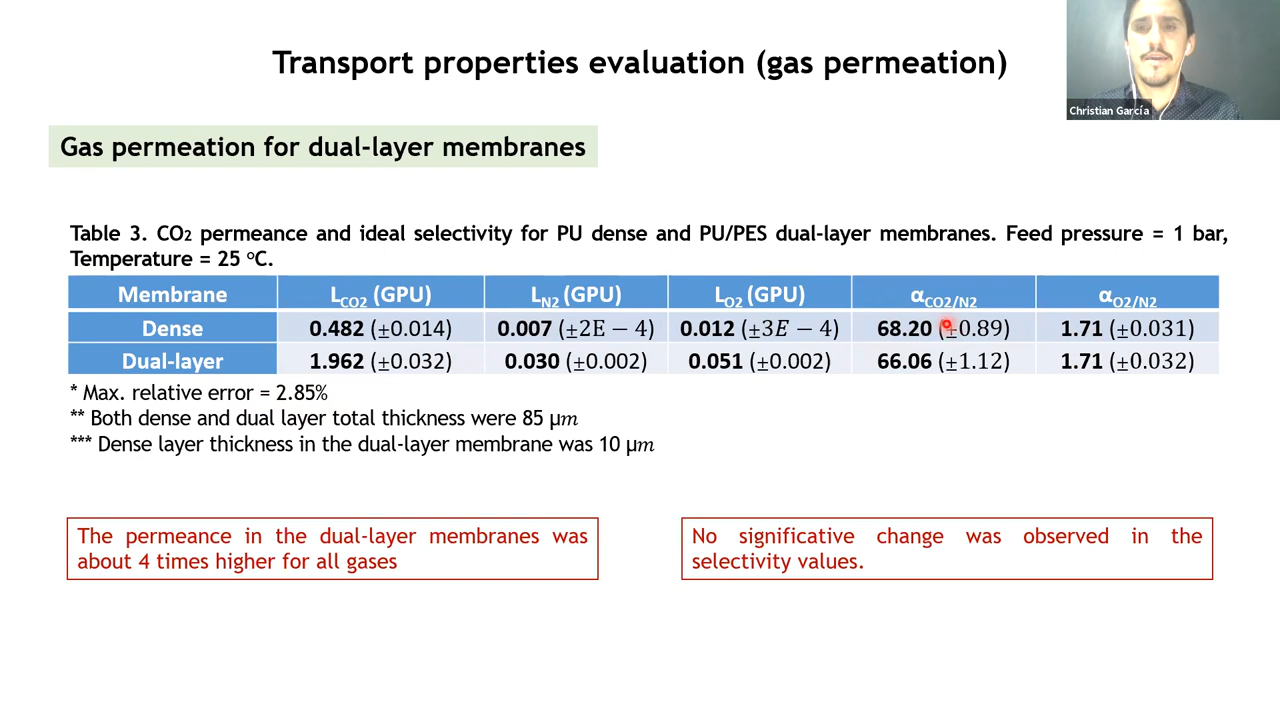 Transport properties evaluation (gas permeation)
Christian García
Gas permeation for dual-layer membranes
Table 3. CO₂ permeance and ideal selectivity for PU dense and PU/PES dual-layer membranes. Feed pressure = 1 bar,
Temperature = 25 °C.
Membrane L_CO2 (GPU) L_N2 (GPU) L_O2 (GPU) α_CO2/N2 α_O2/N2
Dense 0.482 (±0.014) 0.007 (±2E − 4) 0.012 (±3E − 4) 68.20 (±0.89) 1.71 (±0.031)
Dual-layer 1.962 (±0.032) 0.030 (±0.002) 0.051 (±0.002) 66.06 (±1.12) 1.71 (±0.032)
* Max. relative error = 2.85%
** Both dense and dual layer total thickness were 85 μm
*** Dense layer thickness in the dual-layer membrane was 10 μm
The permeance in the dual-layer membranes was
about 4 times higher for all gases
No significative change was observed in the
selectivity values.